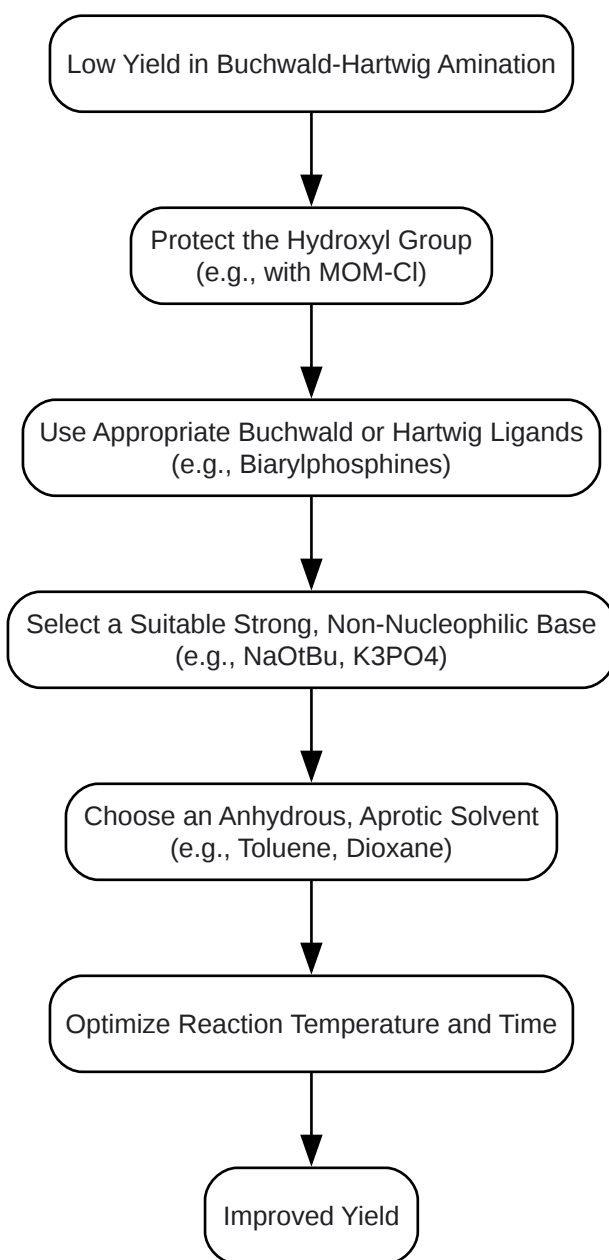 Low Yield in Buchwald-Hartwig Amination
Protect the Hydroxyl Group
(e.g., with MOM-Cl)
Use Appropriate Buchwald or Hartwig Ligands
(e.g., Biarylphosphines)
Select a Suitable Strong, Non-Nucleophilic Base
(e.g., NaOtBu, K3PO4)
Choose an Anhydrous, Aprotic Solvent
(e.g., Toluene, Dioxane)
Optimize Reaction Temperature and Time
Improved Yield